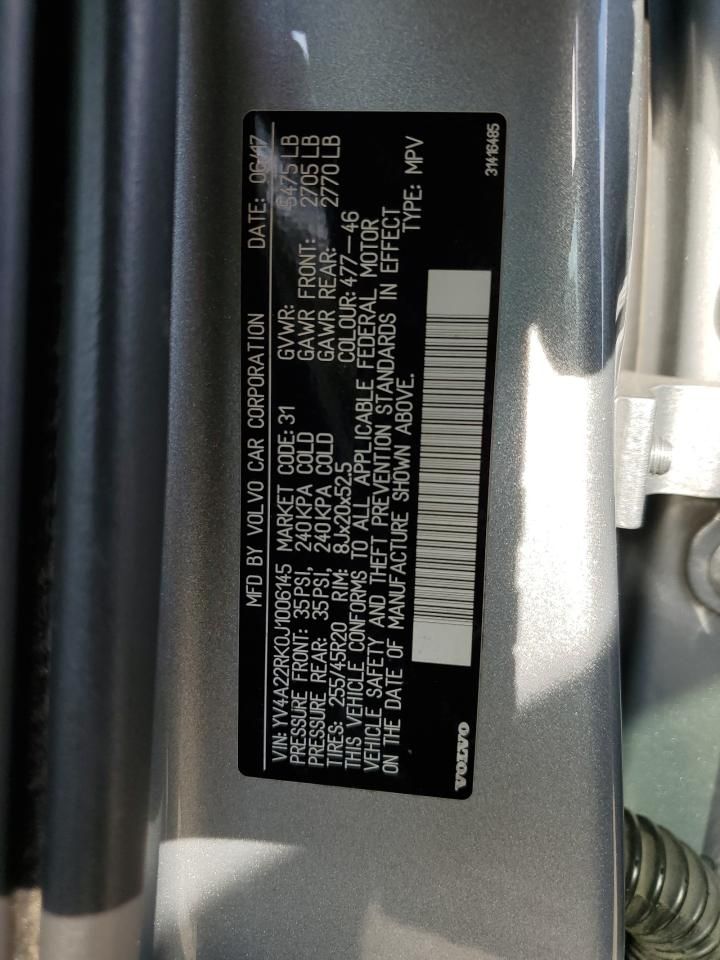 MFD BY VOLVO CAR CORPORATION DATE: 06/17
VIN: YV4A22RK0J1006145 MARKET CODE: 31 GVWR: 5475 LB
PRESSURE FRONT: 35PSI, 240KPA COLD GAWR FRONT: 2705 LB
PRESSURE REAR: 35PSI, 240KPA COLD GAWR REAR: 2770 LB
TIRES: 255/45R20 RIM: 8Jx20x52.5 COLOUR: 477—46
THIS VEHICLE CONFORMS TO ALL APPLICABLE FEDERAL MOTOR
VEHICLE SAFETY AND THEFT PREVENTION STANDARDS IN EFFECT
ON THE DATE OF MANUFACTURE SHOWN ABOVE. TYPE: MPV
VOLVO 31416485